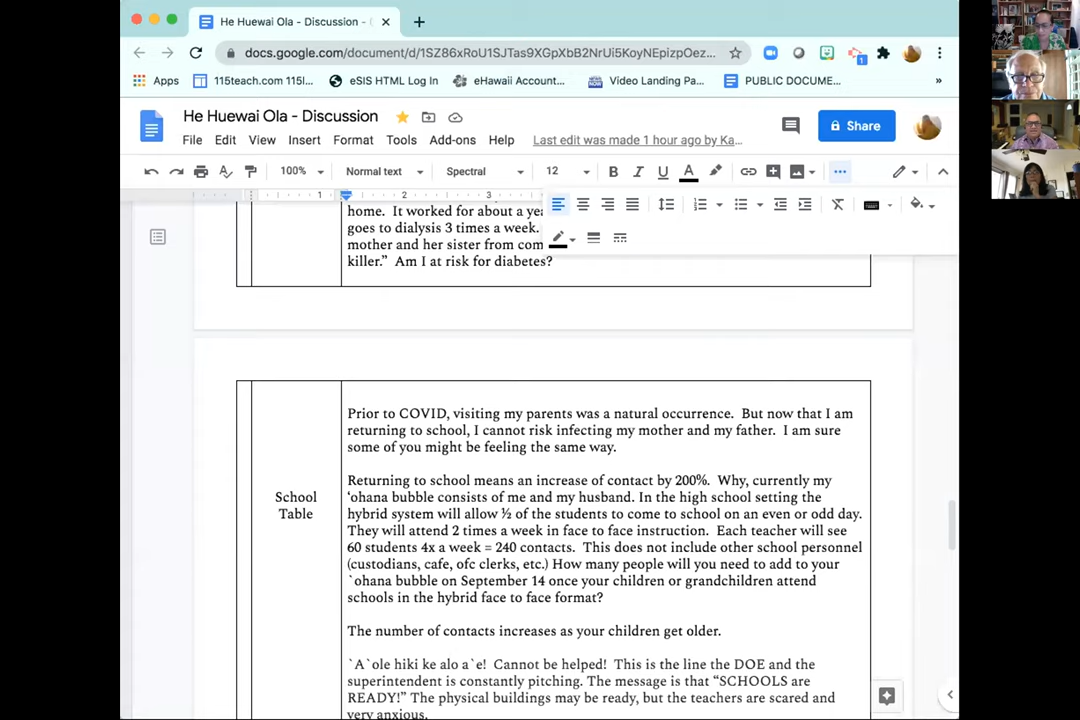 He Huewai Ola - Discussion - (
docs.google.com/document/d/1SZ86xRoU1SJTas9XGpXbB2NrUi5KoyNEpizpOez...
Apps 115teach.com 115l... eSIS HTML Log In eHawaii Account... Video Landing Pa... PUBLIC DOCUME... »
He Huewai Ola - Discussion
Share
File Edit View Insert Format Tools Add-ons Help Last edit was made 1 hour ago by Ka...
100% Normal text Spectral 12 B I U A
1 2 3
home. It worked for about a yea
goes to dialysis 3 times a week.
mother and her sister from com
killer.” Am I at risk for diabetes?
School
Table
Prior to COVID, visiting my parents was a natural occurrence. But now that I am
returning to school, I cannot risk infecting my mother and my father. I am sure
some of you might be feeling the same way.
Returning to school means an increase of contact by 200%. Why, currently my
‘ohana bubble consists of me and my husband. In the high school setting the
hybrid system will allow ½ of the students to come to school on an even or odd day.
They will attend 2 times a week in face to face instruction. Each teacher will see
60 students 4x a week = 240 contacts. This does not include other school personnel
(custodians, cafe, ofc clerks, etc.) How many people will you need to add to your
`ohana bubble on September 14 once your children or grandchildren attend
schools in the hybrid face to face format?
The number of contacts increases as your children get older.
`A`ole hiki ke alo a`e! Cannot be helped! This is the line the DOE and the
superintendent is constantly pitching. The message is that “SCHOOLS are
READY!” The physical buildings may be ready, but the teachers are scared and
very anxious.